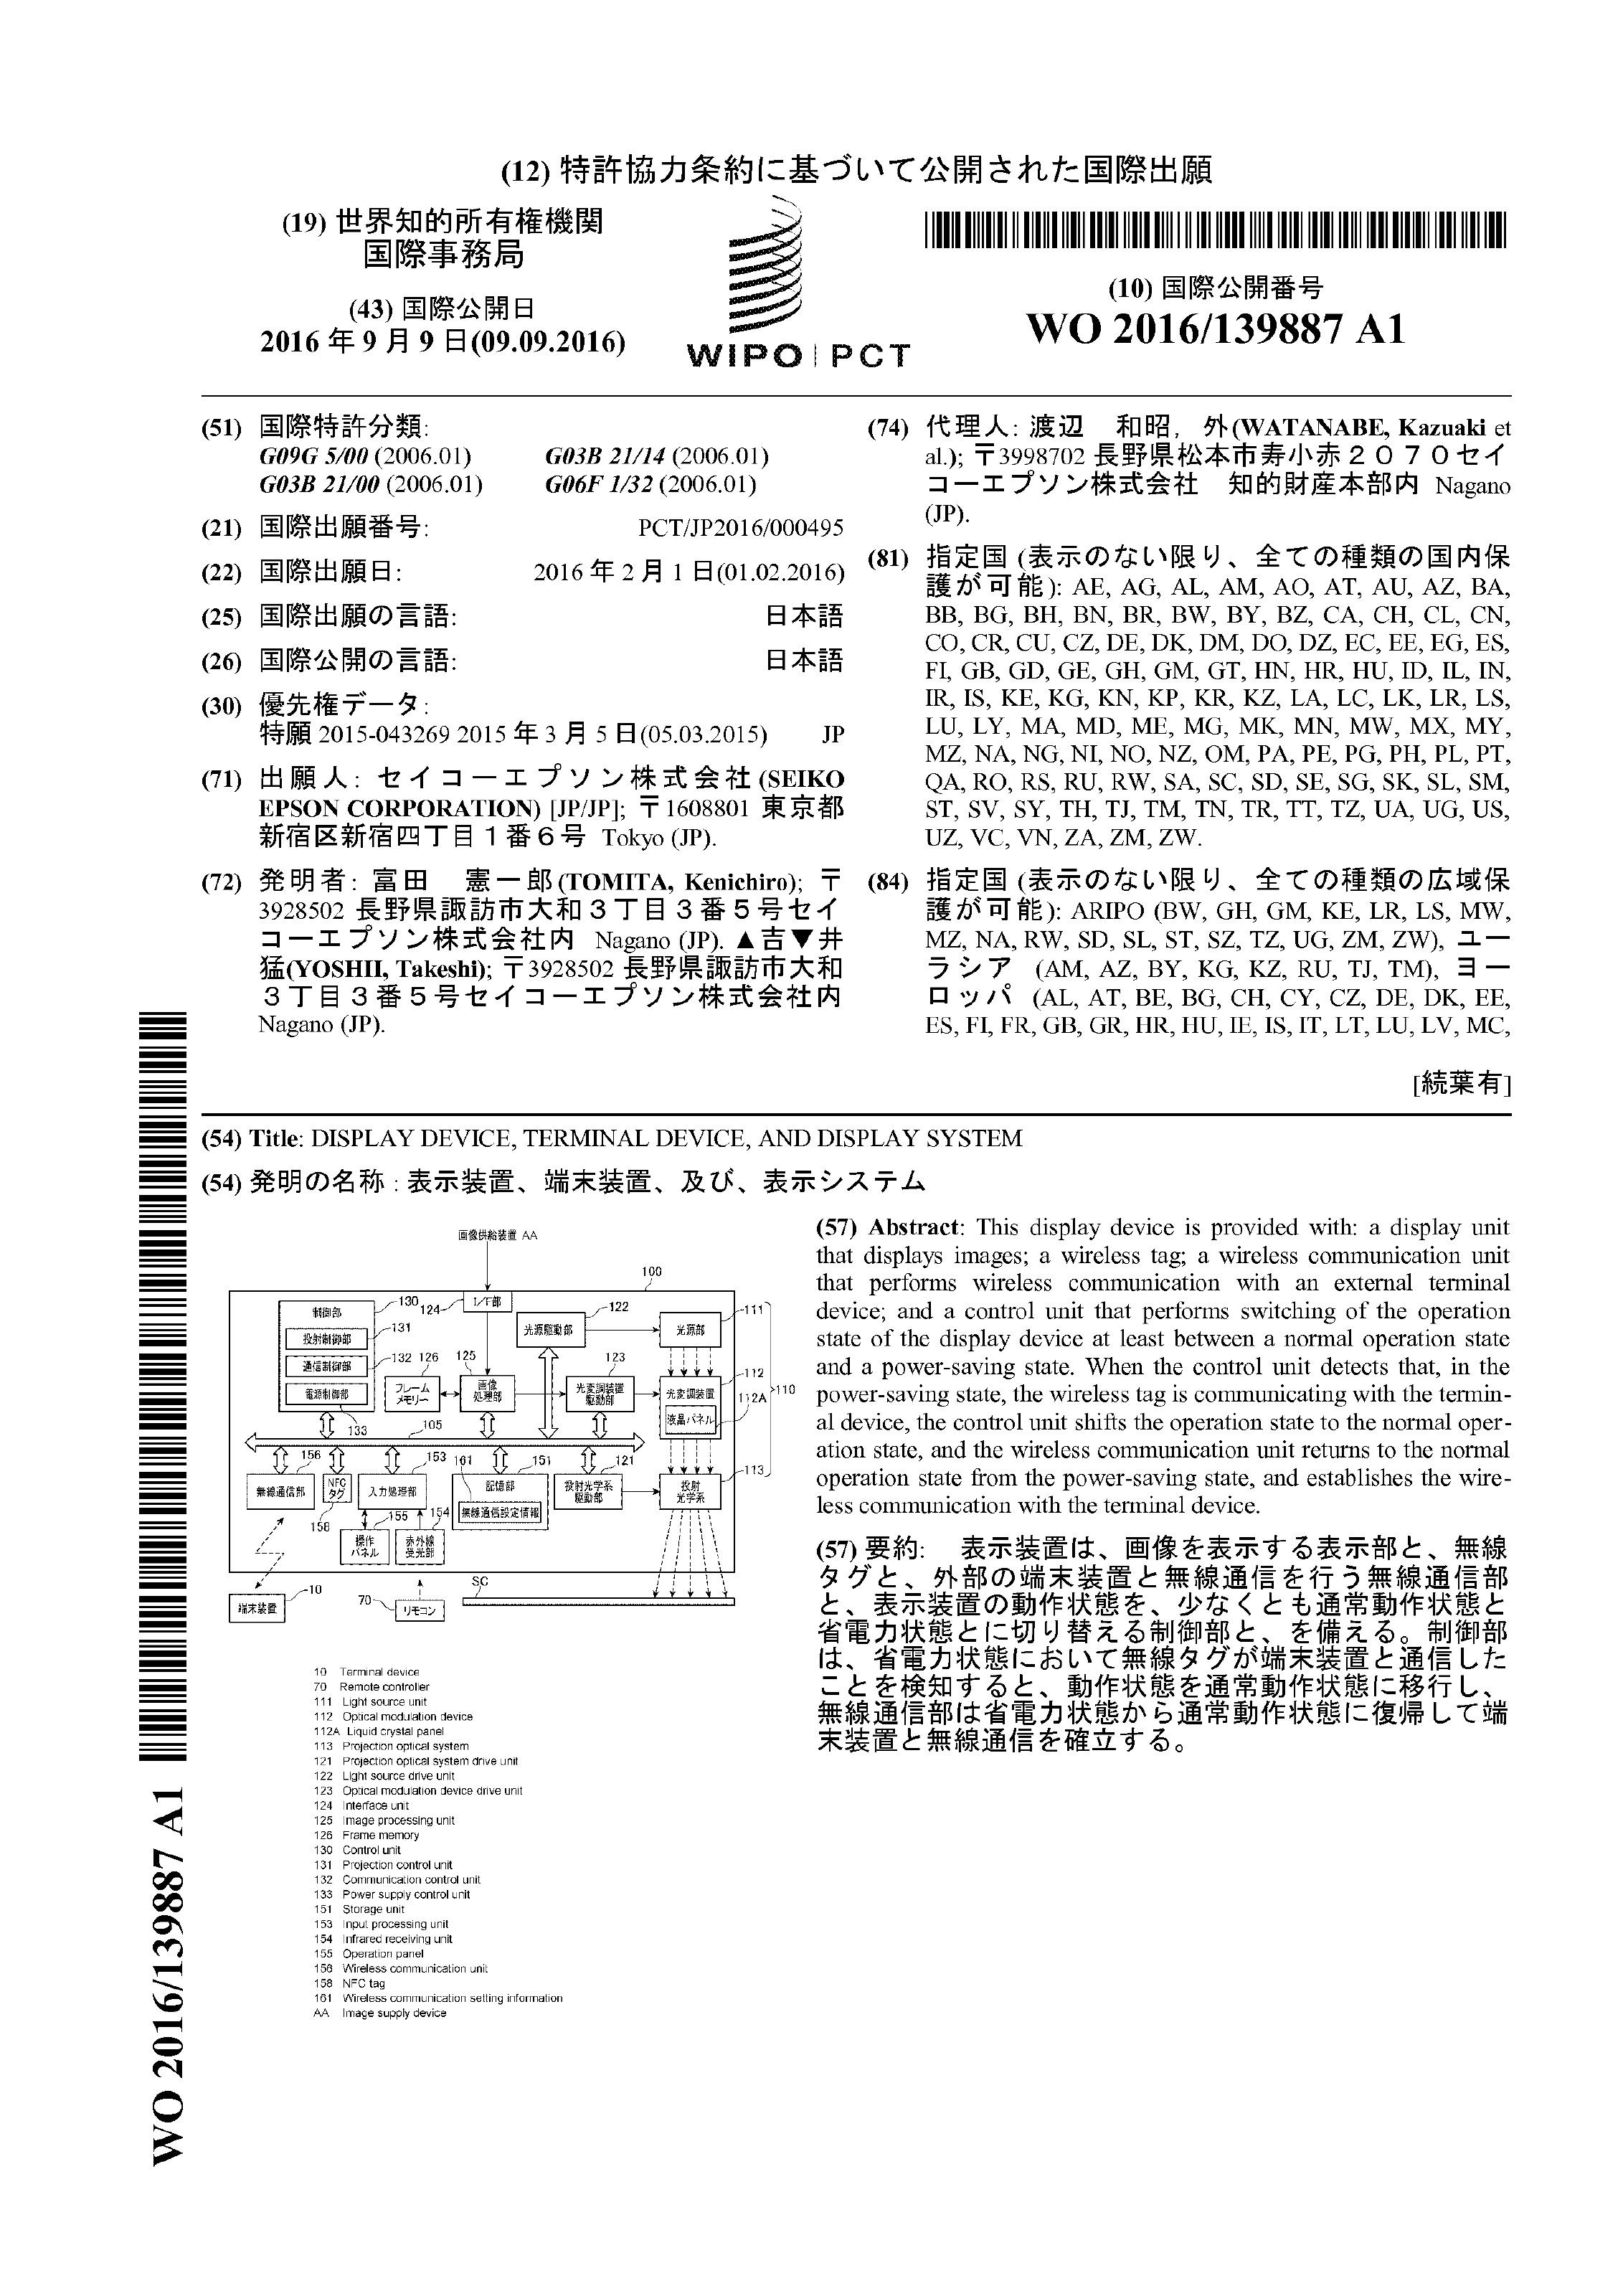 (12) 特許協力条約に基づいて公開された国際出願
(19) 世界知的所有権機関
国際事務局
(43) 国際公開日
2016 年 9 月 9 日(09.09.2016)
WIPO | PCT
(10) 国際公開番号
WO 2016/139887 A1
(51) 国際特許分類:
G09G 5/00 (2006.01) G03B 21/14 (2006.01)
G03B 21/00 (2006.01) G06F 1/32 (2006.01)
(21) 国際出願番号: PCT/JP2016/000495
(22) 国際出願日: 2016 年 2 月 1 日(01.02.2016)
(25) 国際出願の言語: 日本語
(26) 国際公開の言語: 日本語
(30) 優先権データ:
特願 2015-043269 2015 年 3 月 5 日(05.03.2015) JP
(71) 出願人: セイコーエプソン株式会社(SEIKO
EPSON CORPORATION) [JP/JP]; 〒1608801 東京都
新宿区新宿四丁目1番6号 Tokyo (JP).
(72) 発明者: 富田 憲一郎(TOMITA, Kenichiro); 〒
3928502 長野県諏訪市大和3丁目3番5号セイ
コーエプソン株式会社内 Nagano (JP). ▲吉▼井
猛(YOSHII, Takeshi); 〒3928502 長野県諏訪市大和
3丁目3番5号セイコーエプソン株式会社内
Nagano (JP).
(74) 代理人: 渡辺 和昭, 外(WATANABE, Kazuaki et
al.); 〒3998702 長野県松本市寿小赤2070セイ
コーエプソン株式会社 知的財産本部内 Nagano
(JP).
(81) 指定国 (表示のない限り、全ての種類の国内保
護が可能): AE, AG, AL, AM, AO, AT, AU, AZ, BA,
BB, BG, BH, BN, BR, BW, BY, BZ, CA, CH, CL, CN,
CO, CR, CU, CZ, DE, DK, DM, DO, DZ, EC, EE, EG, ES,
FI, GB, GD, GE, GH, GM, GT, HN, HR, HU, ID, IL, IN,
IR, IS, KE, KG, KN, KP, KR, KZ, LA, LC, LK, LR, LS,
LU, LY, MA, MD, ME, MG, MK, MN, MW, MX, MY,
MZ, NA, NG, NI, NO, NZ, OM, PA, PE, PG, PH, PL, PT,
QA, RO, RS, RU, RW, SA, SC, SD, SE, SG, SK, SL, SM,
ST, SV, SY, TH, TJ, TM, TN, TR, TT, TZ, UA, UG, US,
UZ, VC, VN, ZA, ZM, ZW.
(84) 指定国 (表示のない限り、全ての種類の広域保
護が可能): ARIPO (BW, GH, GM, KE, LR, LS, MW,
MZ, NA, RW, SD, SL, ST, SZ, TZ, UG, ZM, ZW), ユー
ラシア (AM, AZ, BY, KG, KZ, RU, TJ, TM), ヨー
ロッパ (AL, AT, BE, BG, CH, CY, CZ, DE, DK, EE,
ES, FI, FR, GB, GR, HR, HU, IE, IS, IT, LT, LU, LV, MC,
[続葉有]
(54) Title: DISPLAY DEVICE, TERMINAL DEVICE, AND DISPLAY SYSTEM
(54) 発明の名称 : 表示装置、端末装置、及び、表示システム
画像供給装置 AA
100
制御部 130 124 I/F部 122 111
131 光源駆動部 光源部
投射制御部
132 126 125 123 112
通信制御部 フレームメモリー 画像処理部 光変調装置駆動部 光変調装置 110
112A
電源制御部 液晶パネル
133 105
156 153 161 151 121 113
無線通信部 NFCタグ 入力処理部 記憶部 投射光学系駆動部 投射光学系
無線通信設定情報
158 155 154
操作パネル 赤外線受光部
10 SC
端末装置 70 リモコン
10 Terminal device
70 Remote controller
111 Light source unit
112 Optical modulation device
112A Liquid crystal panel
113 Projection optical system
121 Projection optical system drive unit
122 Light source drive unit
123 Optical modulation device drive unit
124 Interface unit
125 Image processing unit
126 Frame memory
130 Control unit
131 Projection control unit
132 Communication control unit
133 Power supply control unit
151 Storage unit
153 Input processing unit
154 Infrared receiving unit
155 Operation panel
156 Wireless communication unit
158 NFC tag
161 Wireless communication setting information
AA Image supply device
(57) Abstract: This display device is provided with: a display unit
that displays images; a wireless tag; a wireless communication unit
that performs wireless communication with an external terminal
device; and a control unit that performs switching of the operation
state of the display device at least between a normal operation state
and a power-saving state. When the control unit detects that, in the
power-saving state, the wireless tag is communicating with the termin-
al device, the control unit shifts the operation state to the normal oper-
ation state, and the wireless communication unit returns to the normal
operation state from the power-saving state, and establishes the wire-
less communication with the terminal device.
(57) 要約: 表示装置は、画像を表示する表示部と、無線
タグと、外部の端末装置と無線通信を行う無線通信部
と、表示装置の動作状態を、少なくとも通常動作状態と
省電力状態とに切り替える制御部と、を備える。制御部
は、省電力状態において無線タグが端末装置と通信した
ことを検知すると、動作状態を通常動作状態に移行し、
無線通信部は省電力状態から通常動作状態に復帰して端
末装置と無線通信を確立する。
WO 2016/139887 A1